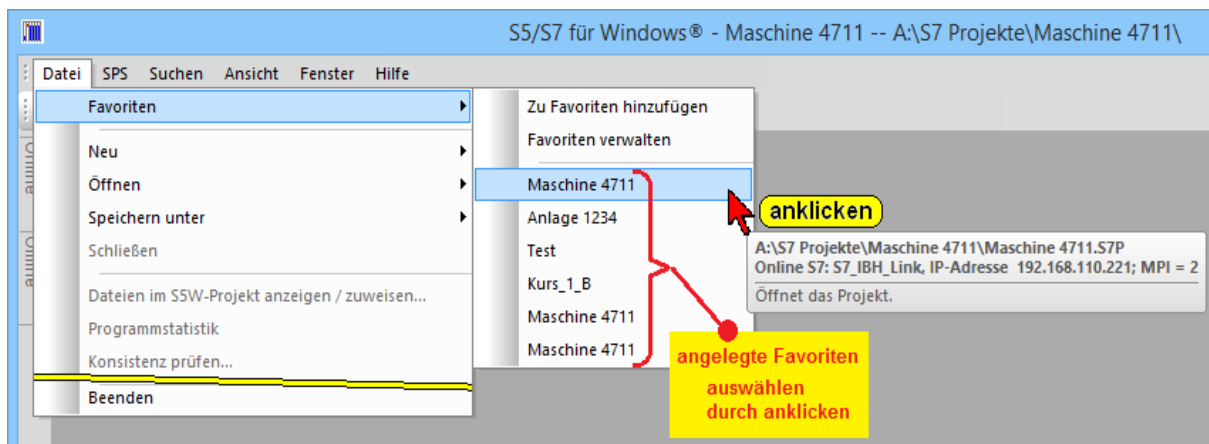 S5/S7 für Windows® - Maschine 4711 -- A:\S7 Projekte\Maschine 4711\
Datei SPS Suchen Ansicht Fenster Hilfe
Favoriten
Neu
Öffnen
Speichern unter
Schließen
Dateien im S5W-Projekt anzeigen / zuweisen...
Programmstatistik
Konsistenz prüfen...
Beenden
Zu Favoriten hinzufügen
Favoriten verwalten
Maschine 4711
Anlage 1234
Test
Kurs_1_B
Maschine 4711
Maschine 4711
anklicken
A:\S7 Projekte\Maschine 4711\Maschine 4711.S7P
Online S7: S7_IBH_Link, IP-Adresse 192.168.110.221; MPI = 2
Öffnet das Projekt.
angelegte Favoriten
auswählen
durch anklicken
Online
Online